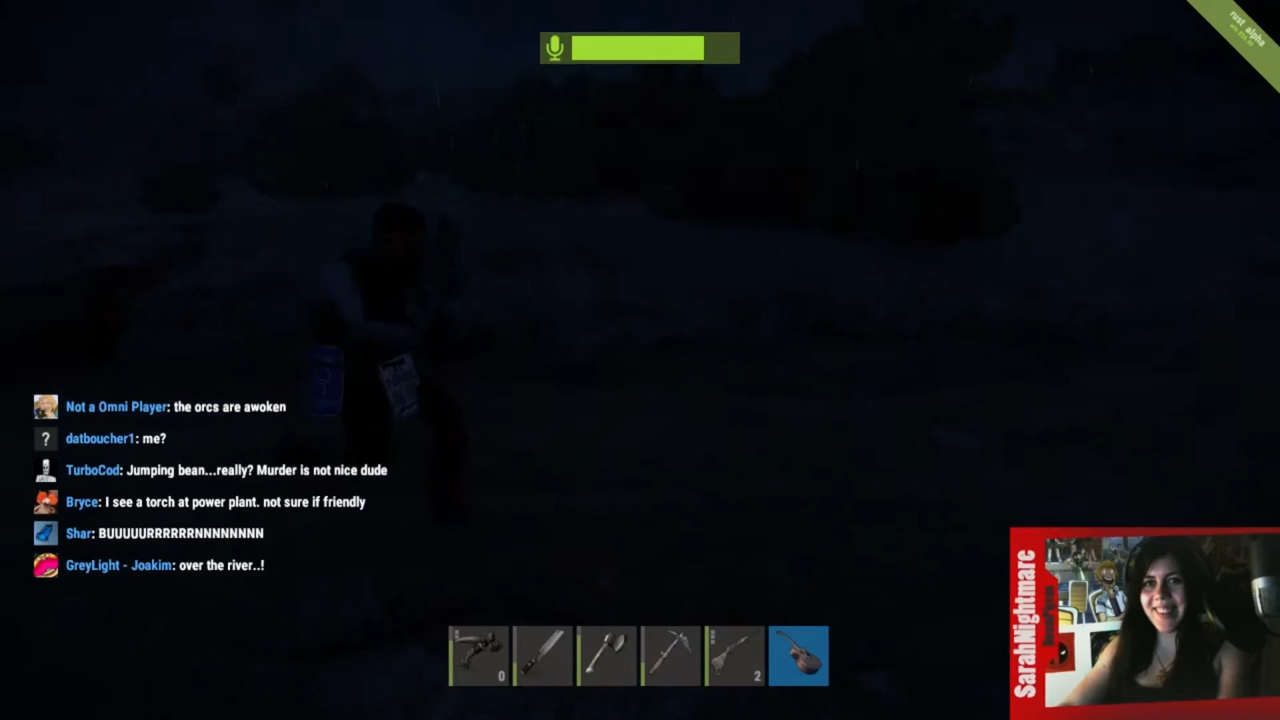 rust alpha
Not a Omni Player: the orcs are awoken
? datboucher1: me?
TurboCod: Jumping bean...really? Murder is not nice dude
Bryce: I see a torch at power plant. not sure if friendly
Shar: BUUUUURRRRRRNNNNNNNN
GreyLight - Joakim: over the river..!
0
2
SarahNightmare